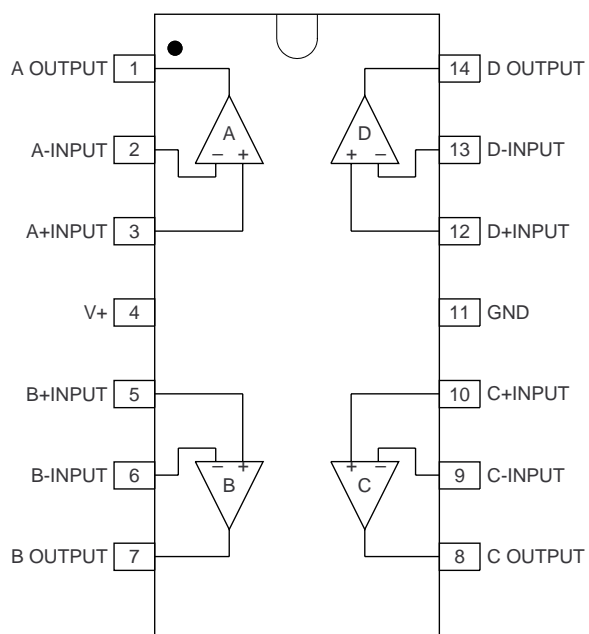 A OUTPUT 1 14 D OUTPUT
A D
A-INPUT 2 − + + − 13 D-INPUT
A+INPUT 3 12 D+INPUT
V+ 4 11 GND
B+INPUT 5 10 C+INPUT
B-INPUT 6 − + + − 9 C-INPUT
B C
B OUTPUT 7 8 C OUTPUT